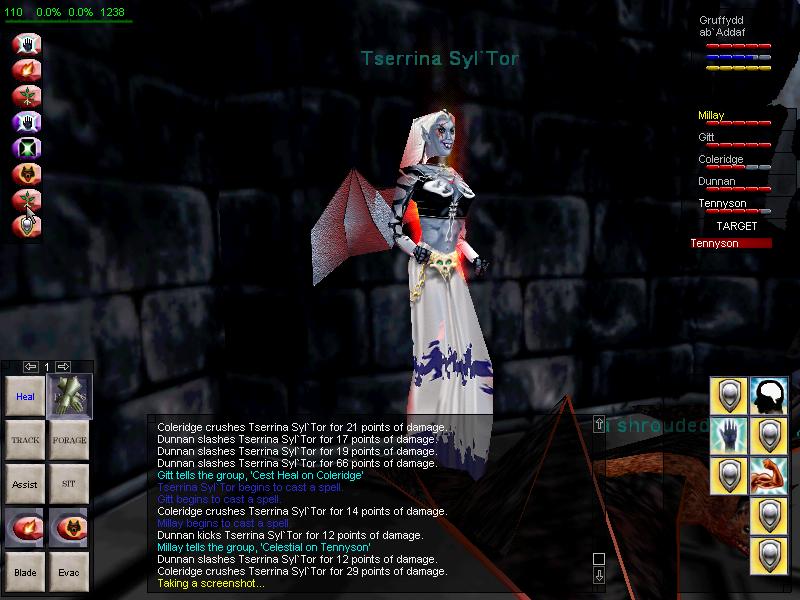 110 0.0% 0.0% 1238
Gruffydd
ab`Addaf
Tserrina Syl`Tor
Millay
Gitt
Coleridge
Dunnan
Tennyson
TARGET
Tennyson
1
Heal
TRACK FORAGE
Assist SIT
Blade Evac
a shrouded
Coleridge crushes Tserrina Syl`Tor for 21 points of damage.
Dunnan slashes Tserrina Syl`Tor for 17 points of damage.
Dunnan slashes Tserrina Syl`Tor for 19 points of damage.
Dunnan slashes Tserrina Syl`Tor for 66 points of damage.
Gitt tells the group, 'Cest Heal on Coleridge'
Tserrina Syl`Tor begins to cast a spell.
Gitt begins to cast a spell.
Coleridge crushes Tserrina Syl`Tor for 14 points of damage.
Millay begins to cast a spell.
Dunnan kicks Tserrina Syl`Tor for 12 points of damage.
Millay tells the group, 'Celestial on Tennyson'
Dunnan slashes Tserrina Syl`Tor for 12 points of damage.
Coleridge crushes Tserrina Syl`Tor for 29 points of damage.
Taking a screenshot...